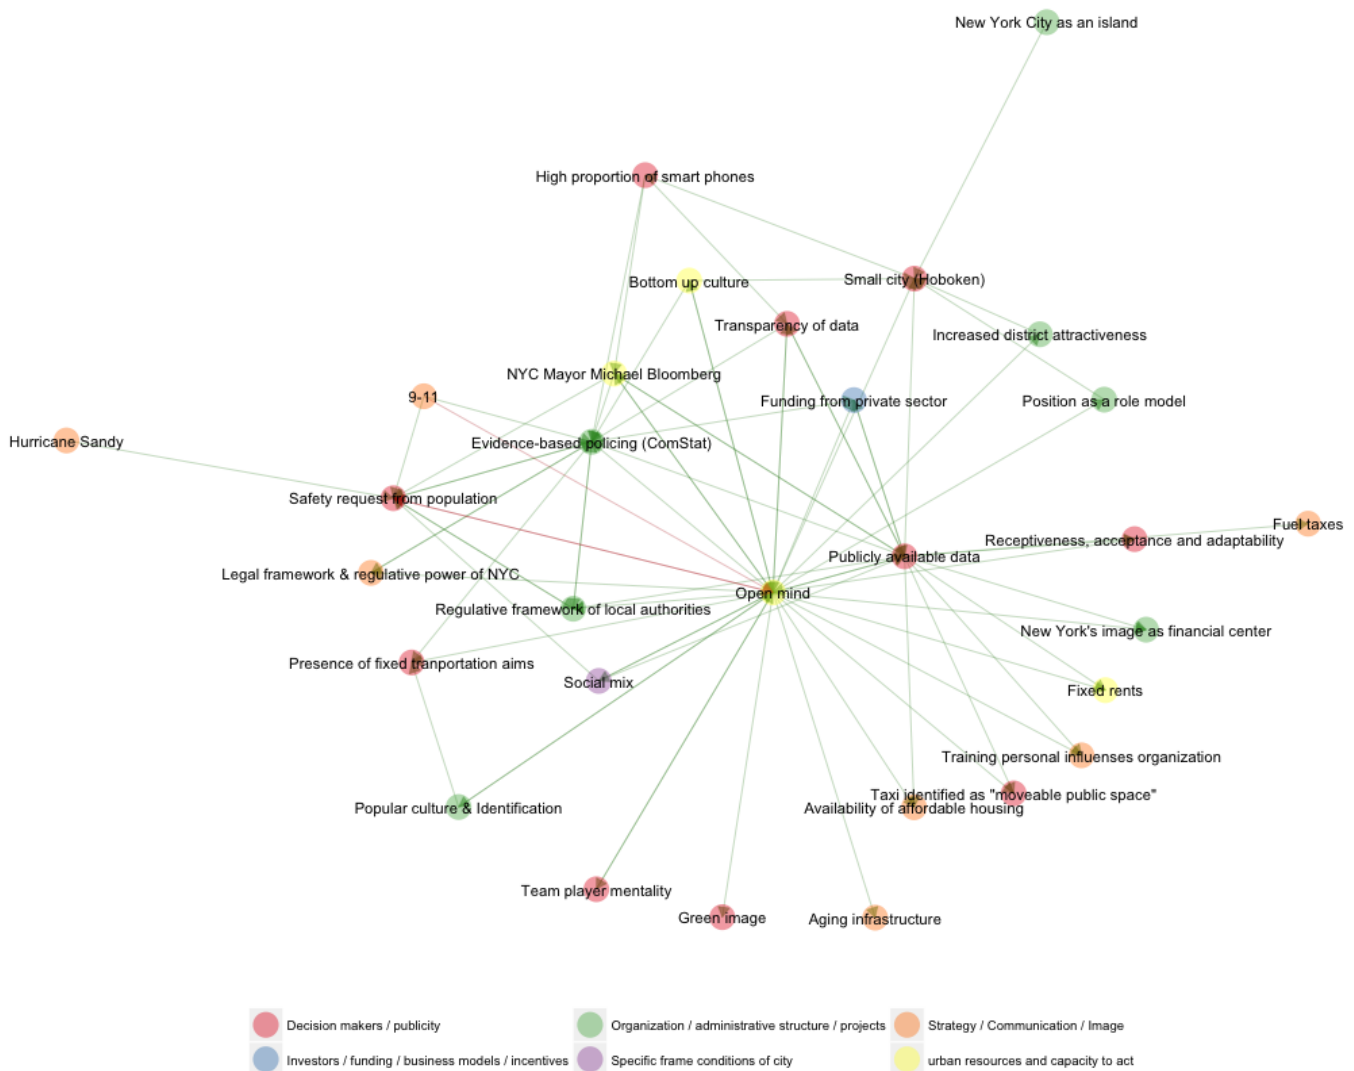 New York City as an island
High proportion of smart phones
Bottom up culture
Small city (Hoboken)
Transparency of data
Increased district attractiveness
NYC Mayor Michael Bloomberg
9-11
Funding from private sector
Position as a role model
Hurricane Sandy
Evidence-based policing (ComStat)
Safety request from population
Fuel taxes
Receptiveness, acceptance and adaptability
Publicly available data
Legal framework & regulative power of NYC
Open mind
Regulative framework of local authorities
New York's image as financial center
Presence of fixed tranportation aims
Social mix
Fixed rents
Training personal influenses organization
Taxi identified as "moveable public space"
Popular culture & Identification
Availability of affordable housing
Team player mentality
Green image
Aging infrastructure
Decision makers / publicity
Organization / administrative structure / projects
Strategy / Communication / Image
Investors / funding / business models / incentives
Specific frame conditions of city
urban resources and capacity to act